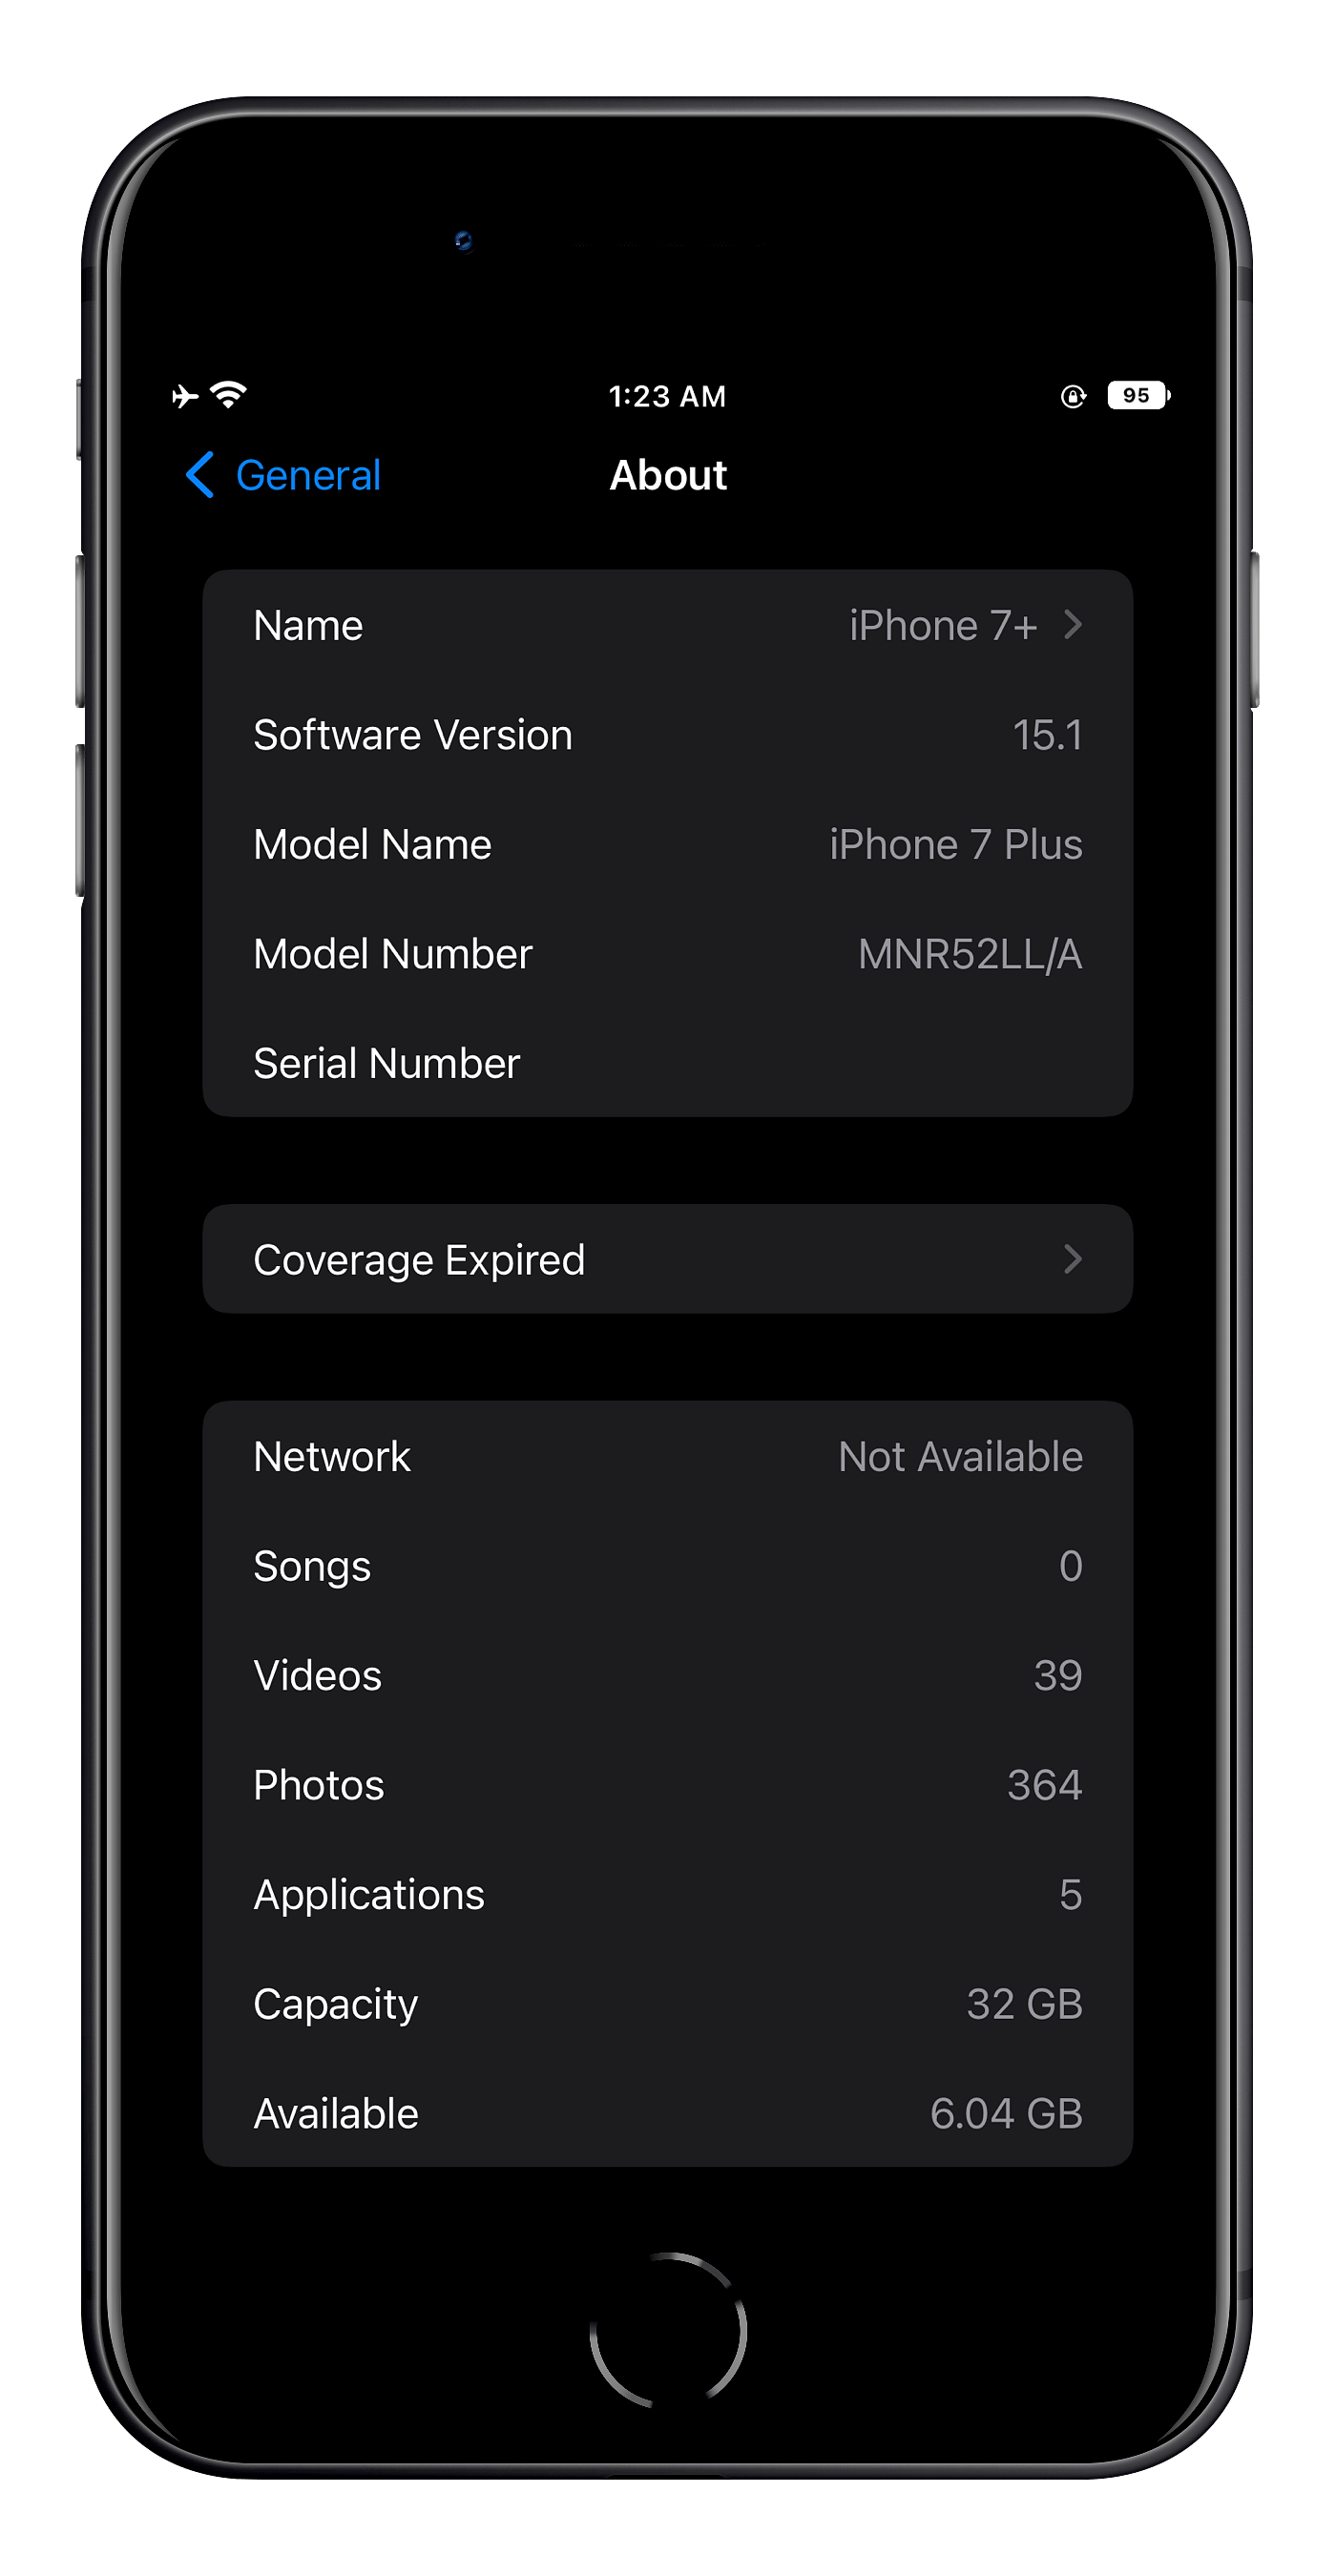 1:23 AM 95
General About
Name iPhone 7+
Software Version 15.1
Model Name iPhone 7 Plus
Model Number MNR52LL/A
Serial Number
Coverage Expired
Network Not Available
Songs 0
Videos 39
Photos 364
Applications 5
Capacity 32 GB
Available 6.04 GB